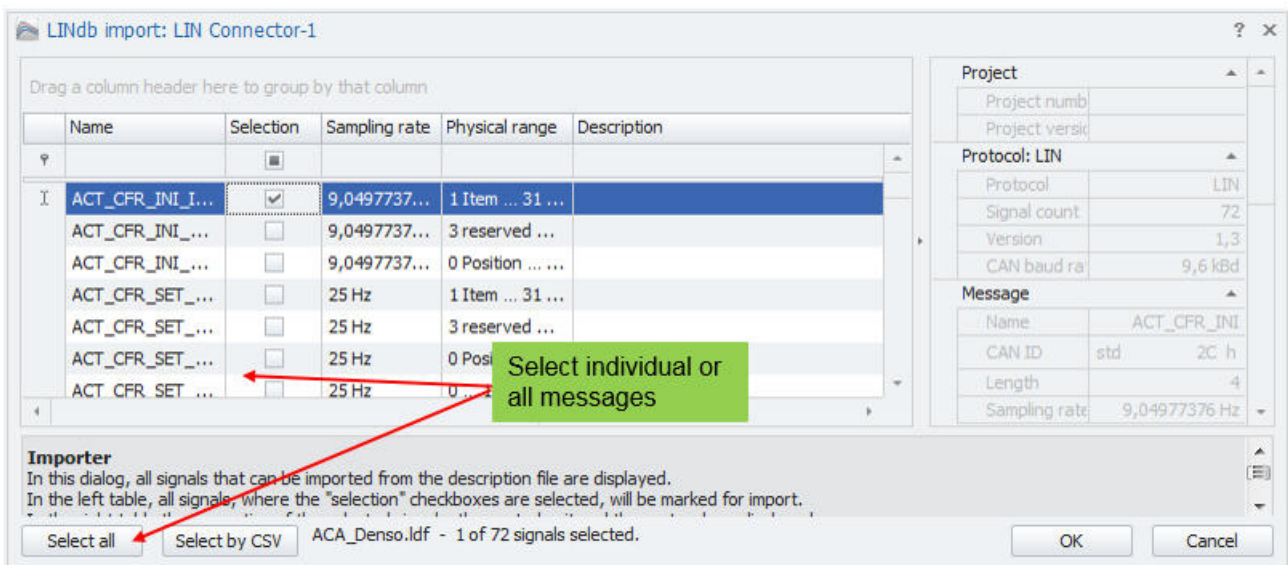 LINdb import: LIN Connector-1
Drag a column header here to group by that column
Name Selection Sampling rate Physical range Description
ACT_CFR_INI_I... 9,0497737... 1 Item ... 31 ...
ACT_CFR_INI_... 9,0497737... 3 reserved ...
ACT_CFR_INI_... 9,0497737... 0 Position ... ...
ACT_CFR_SET_... 25 Hz 1 Item ... 31 ...
ACT_CFR_SET_... 25 Hz 3 reserved ...
ACT_CFR_SET_... 25 Hz 0 Posi
ACT_CFR_SET_... 25 Hz 0 ...
Select individual or
all messages
Project
Project numb
Project versic
Protocol: LIN
Protocol LIN
Signal count 72
Version 1,3
CAN baud ra 9,6 kBd
Message
Name ACT_CFR_INI
CAN ID std 2C h
Length 4
Sampling rate 9,04977376 Hz
Importer
In this dialog, all signals that can be imported from the description file are displayed.
In the left table, all signals, where the "selection" checkboxes are selected, will be marked for import.
Select all Select by CSV ACA_Denso.ldf - 1 of 72 signals selected. OK Cancel